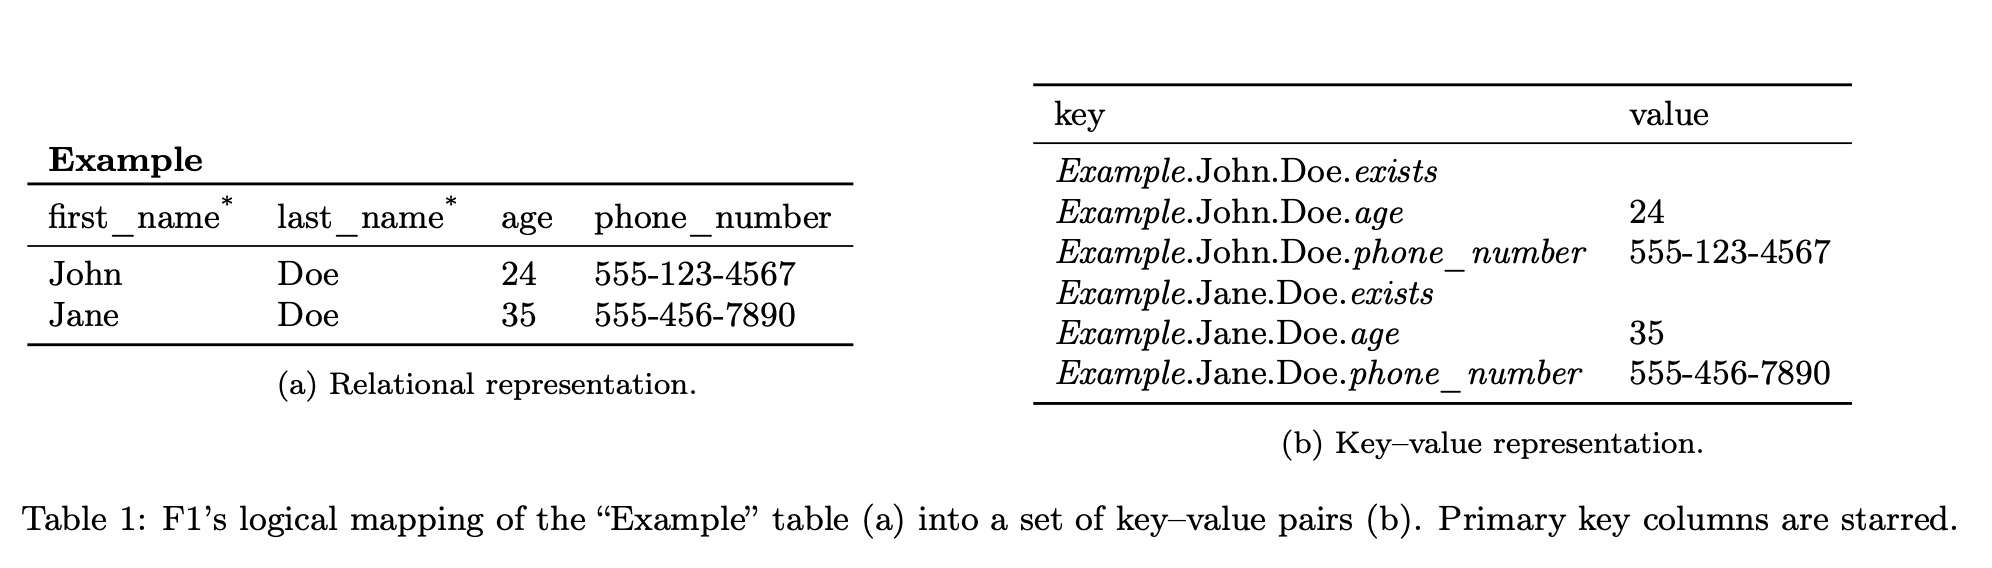 Example
first_name* last_name* age phone_number
John Doe 24 555-123-4567
Jane Doe 35 555-456-7890
(a) Relational representation.
key value
Example.John.Doe.exists
Example.John.Doe.age 24
Example.John.Doe.phone_number 555-123-4567
Example.Jane.Doe.exists
Example.Jane.Doe.age 35
Example.Jane.Doe.phone_number 555-456-7890
(b) Key–value representation.
Table 1: F1’s logical mapping of the “Example” table (a) into a set of key–value pairs (b). Primary key columns are starred.